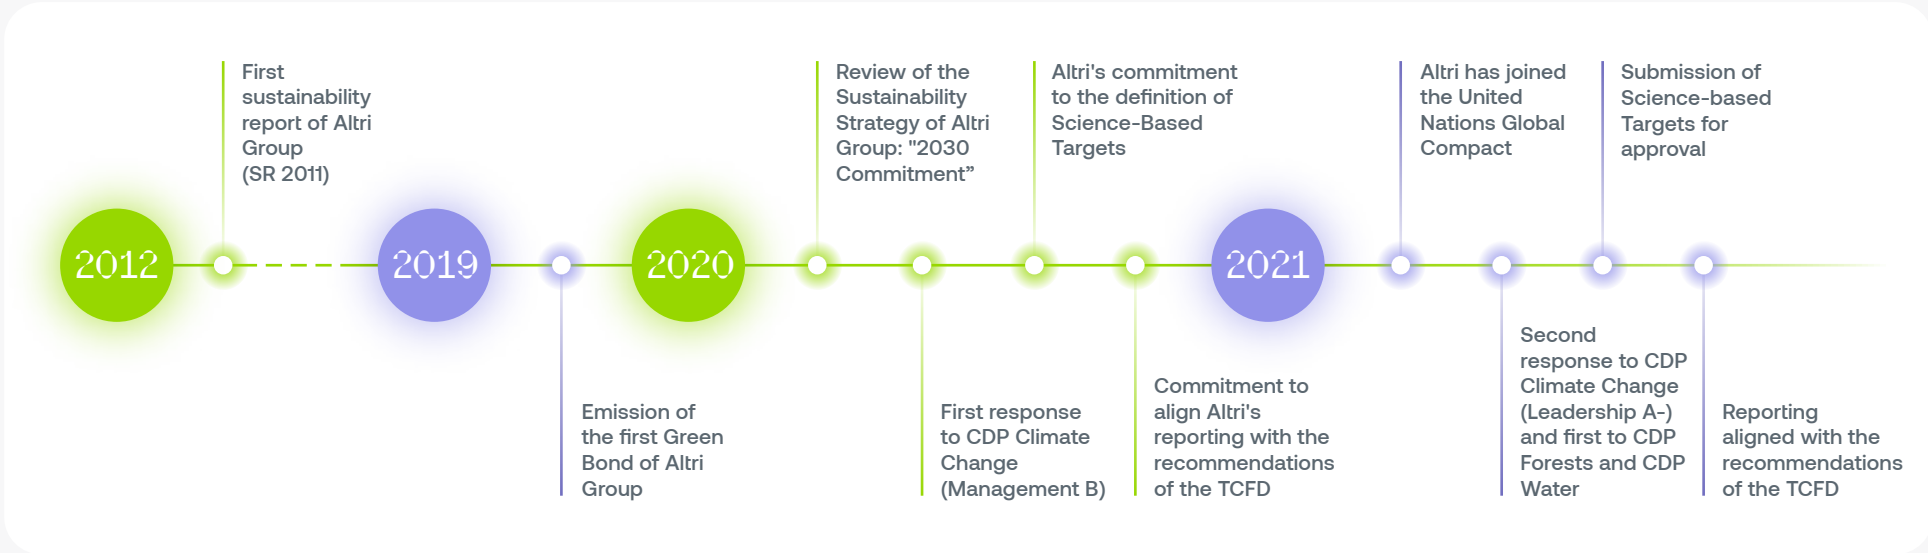 2012
First
sustainability
report of Altri
Group
(SR 2011)
2019
Emission of
the first Green
Bond of Altri
Group
2020
Review of the
Sustainability
Strategy of Altri
Group: "2030
Commitment”
First response
to CDP Climate
Change
(Management B)
Altri's commitment
to the definition of
Science-Based
Targets
Commitment to
align Altri's
reporting with the
recommendations
of the TCFD
2021
Altri has joined
the United
Nations Global
Compact
Second
response to CDP
Climate Change
(Leadership A-)
and first to CDP
Forests and CDP
Water
Submission of
Science-based
Targets for
approval
Reporting
aligned with the
recommendations
of the TCFD